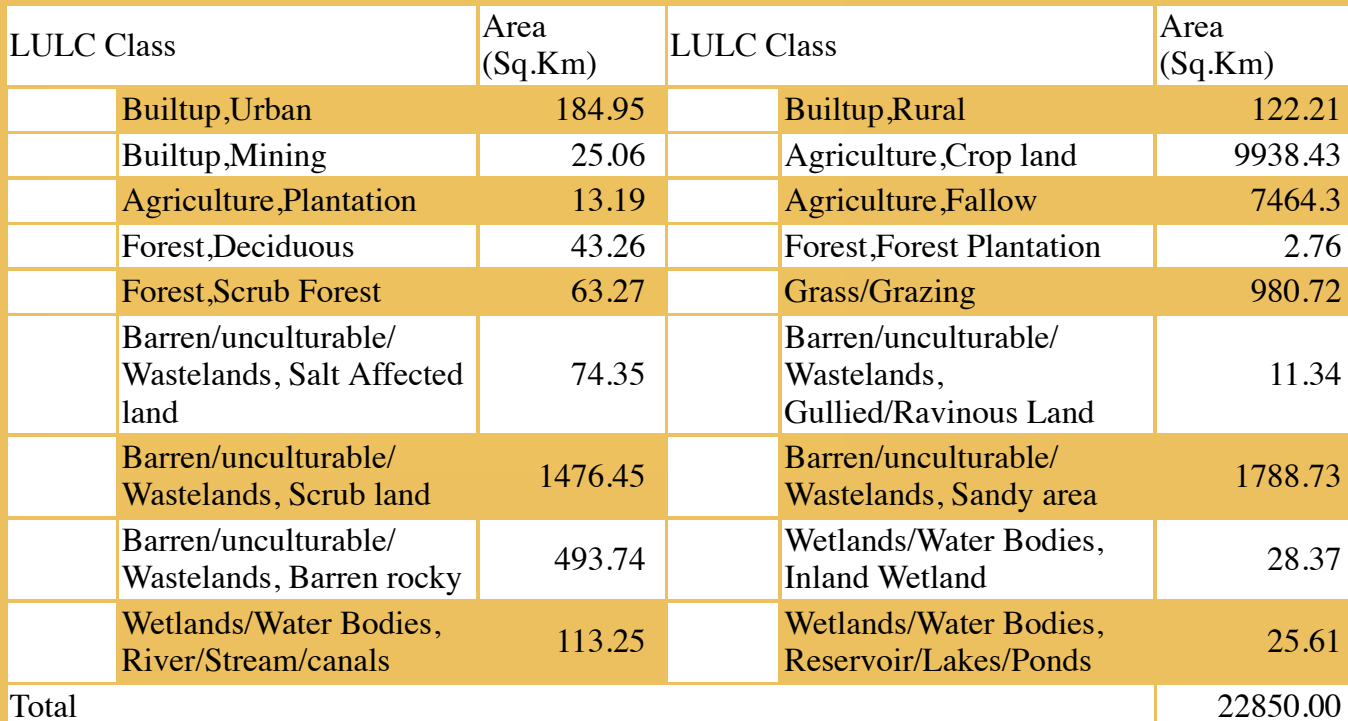 LULC Class
Area
(Sq.Km)
LULC Class
Area
(Sq.Km)
Builtup,Urban 184.95 Builtup,Rural 122.21
Builtup,Mining 25.06 Agriculture,Crop land 9938.43
Agriculture,Plantation 13.19 Agriculture,Fallow 7464.3
Forest,Deciduous 43.26 Forest,Forest Plantation 2.76
Forest,Scrub Forest 63.27 Grass/Grazing 980.72
Barren/unculturable/
Wastelands, Salt Affected
land
74.35
Barren/unculturable/
Wastelands,
Gullied/Ravinous Land
11.34
Barren/unculturable/
Wastelands, Scrub land
1476.45
Barren/unculturable/
Wastelands, Sandy area
1788.73
Barren/unculturable/
Wastelands, Barren rocky
493.74
Wetlands/Water Bodies,
Inland Wetland
28.37
Wetlands/Water Bodies,
River/Stream/canals
113.25
Wetlands/Water Bodies,
Reservoir/Lakes/Ponds
25.61
Total 22850.00